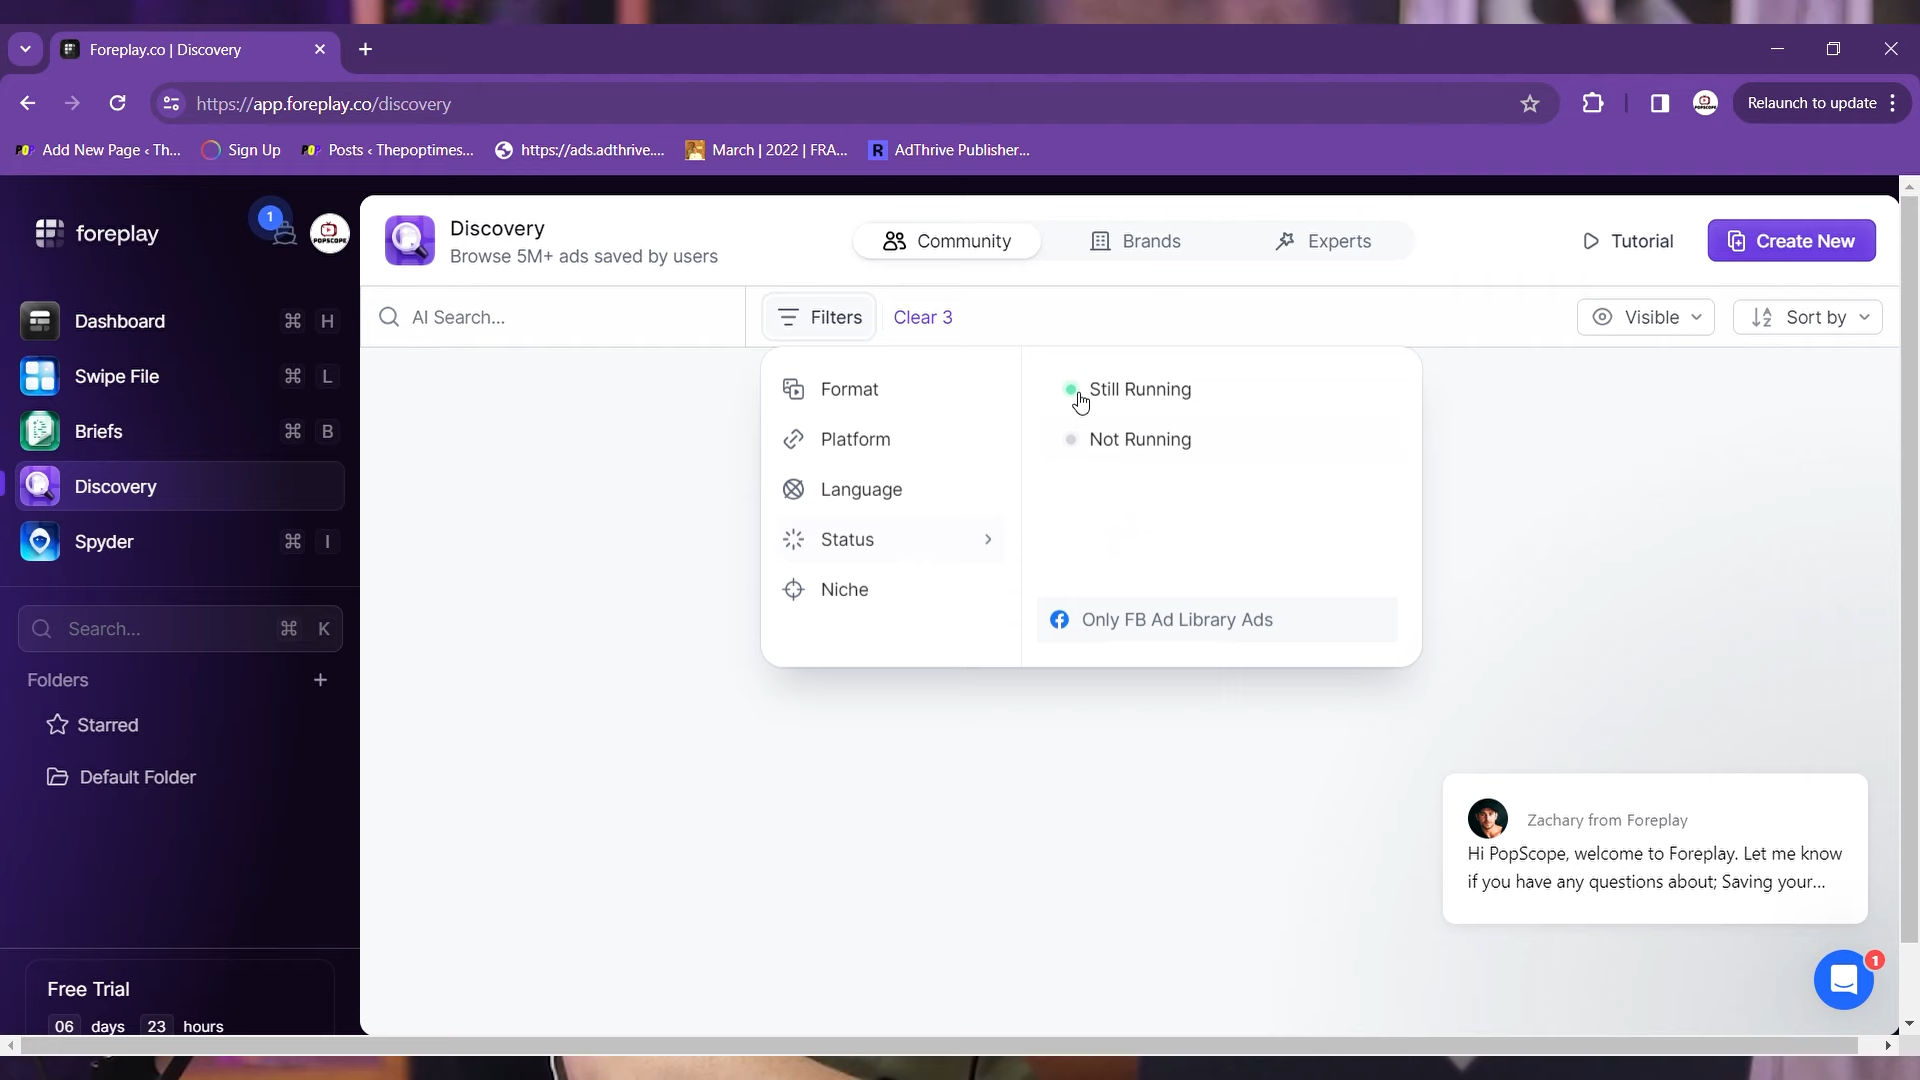 Foreplay.co | Discovery
https://app.foreplay.co/discovery
Relaunch to update
Add New Page ‹ Th...
Sign Up
Posts ‹ Thepoptimes...
https://ads.adthrive....
March | 2022 | FRA...
R AdThrive Publisher...
foreplay
1
POPSCOPE
Discovery
Browse 5M+ ads saved by users
Community
Brands
Experts
Tutorial
Create New
AI Search...
Filters
Clear 3
Visible
Sort by
Dashboard ⌘ H
Swipe File ⌘ L
Briefs ⌘ B
Discovery
Spyder ⌘ I
Search... ⌘ K
Folders +
Starred
Default Folder
Free Trial
06 days 23 hours
Format
Platform
Language
Status
Niche
Still Running
Not Running
Only FB Ad Library Ads
Zachary from Foreplay
Hi PopScope, welcome to Foreplay. Let me know
if you have any questions about; Saving your...
1